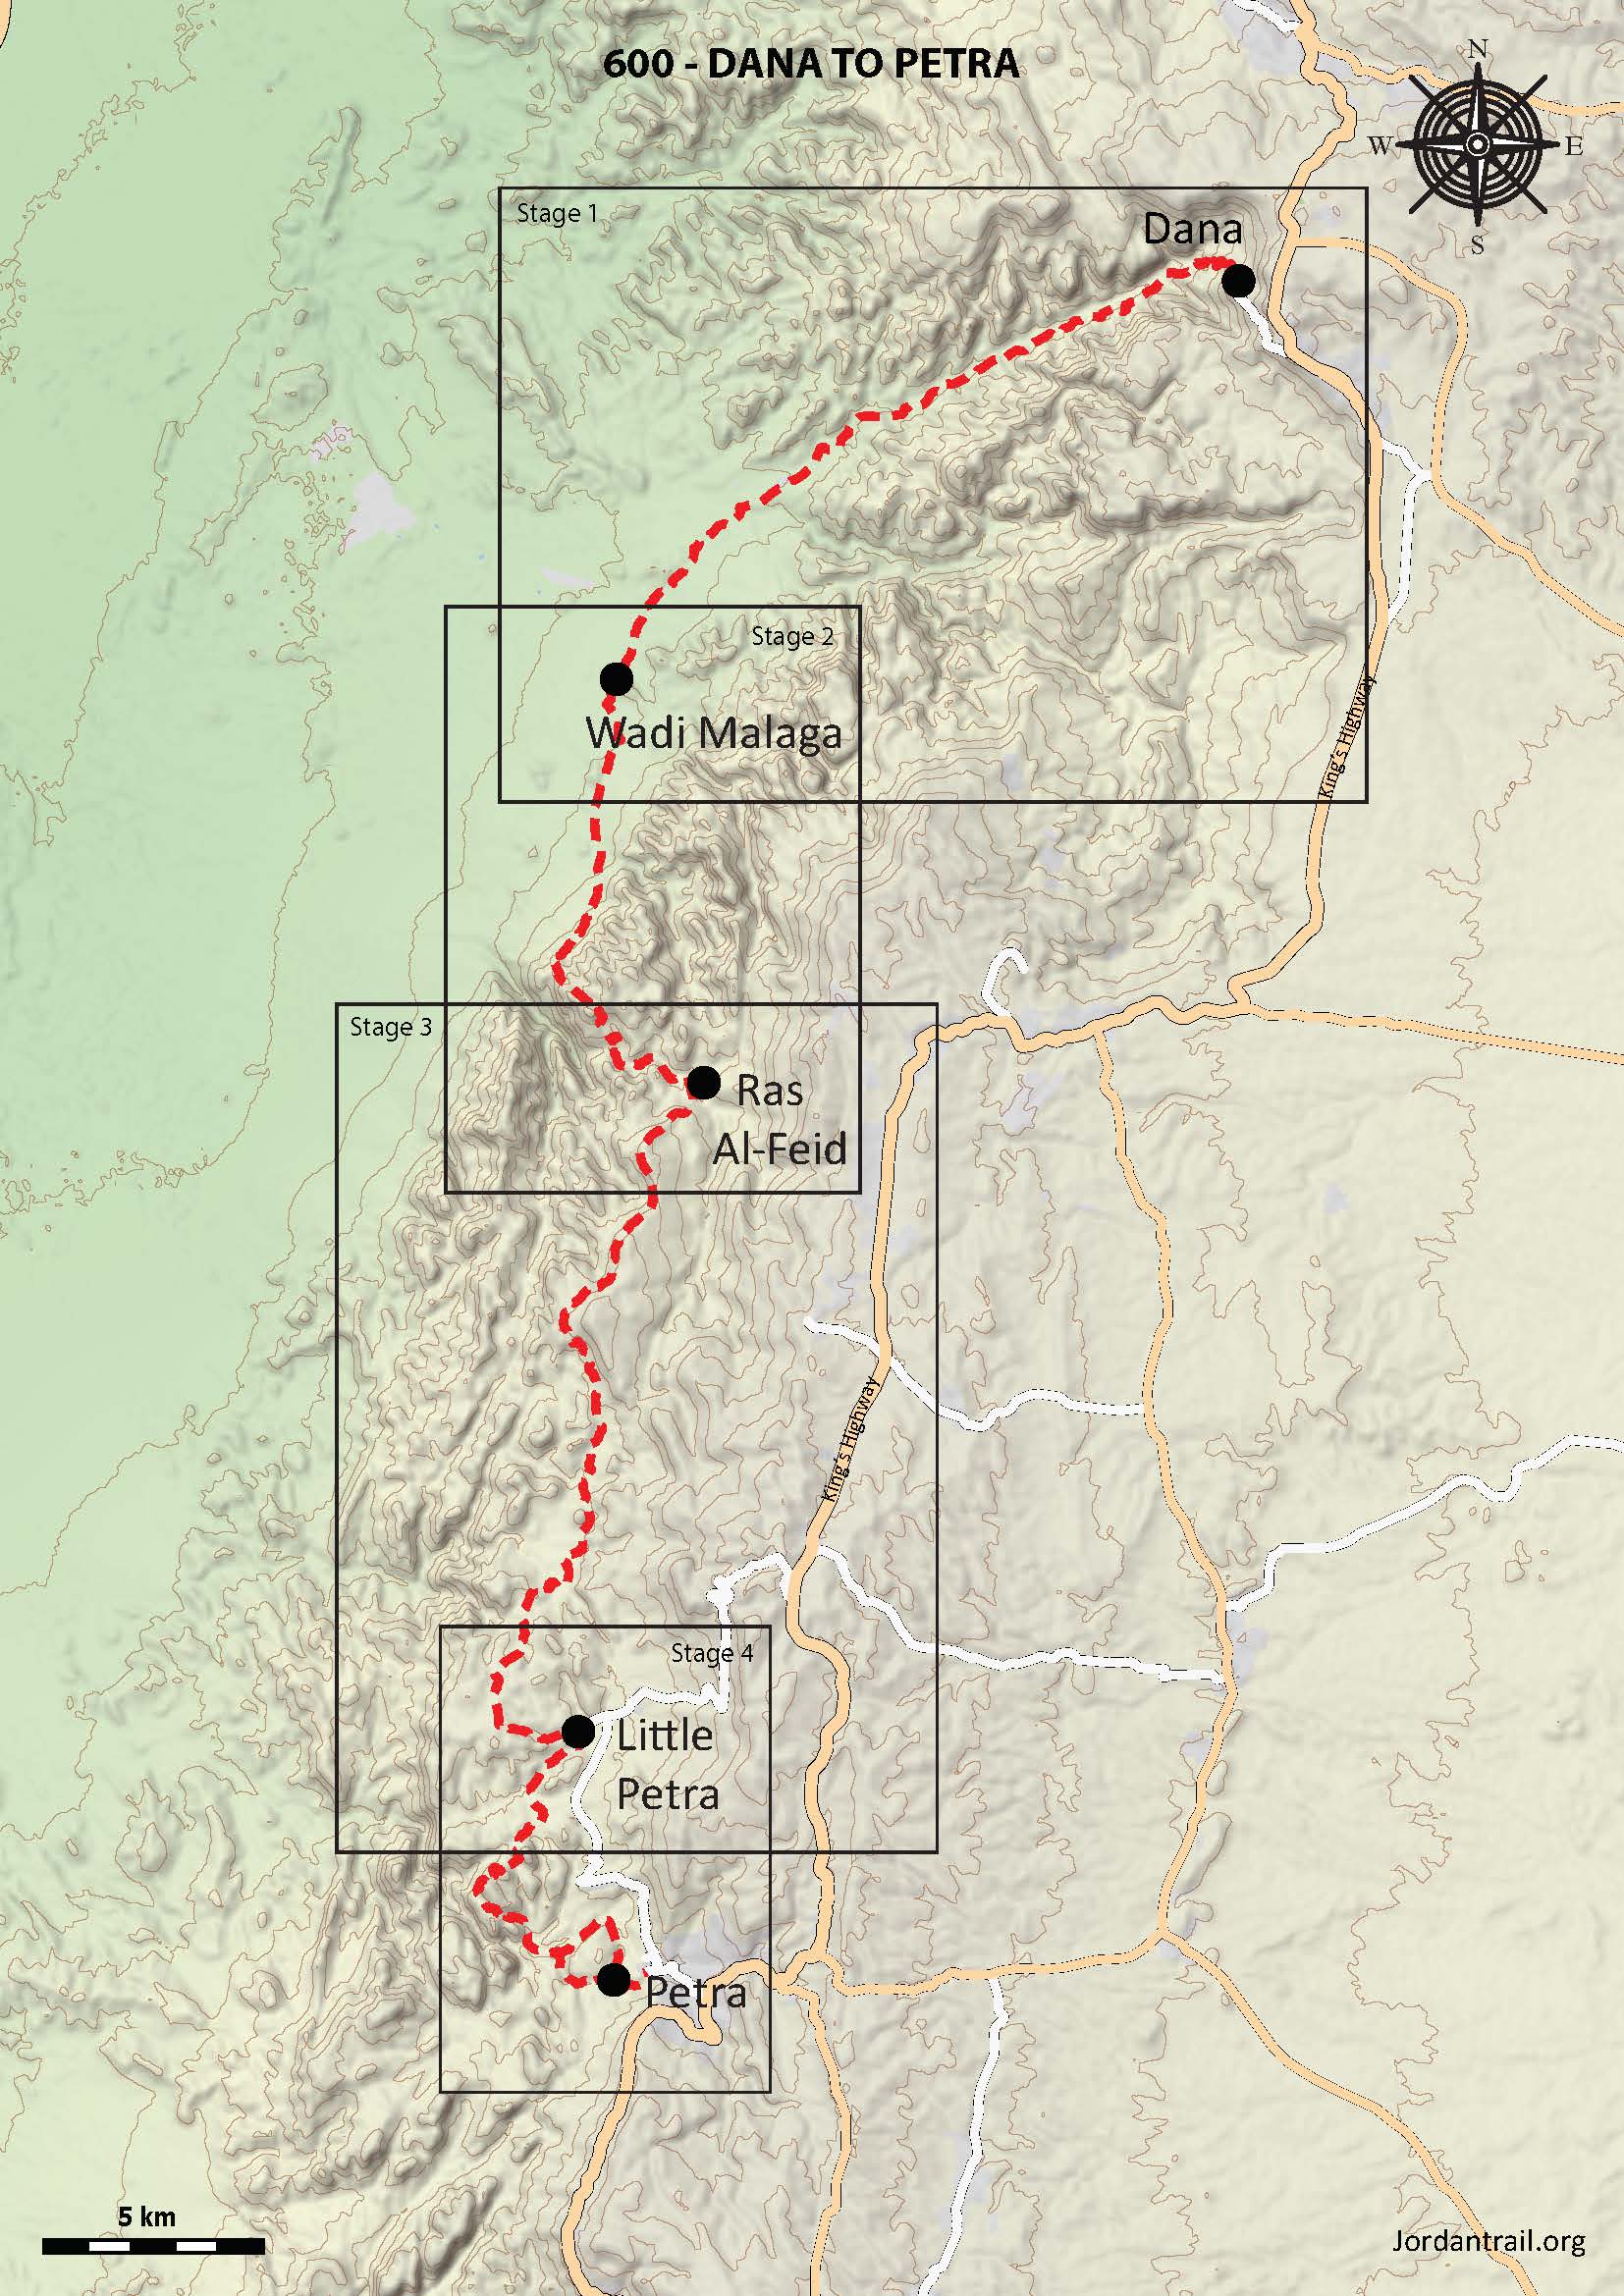 600 - DANA TO PETRA
N
W
E
S
Stage 1
Dana
Stage 2
Wadi Malaga
King's Highway
Stage 3
Ras
Al-Feid
King's Highway
Stage 4
Little
Petra
Petra
5 km
Jordantrail.org